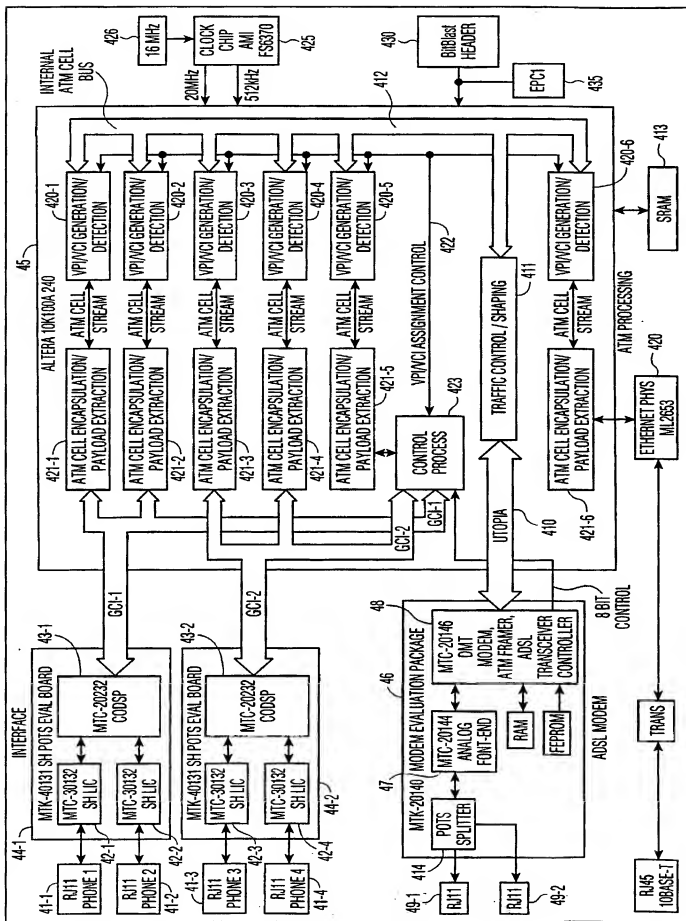 426
16 MHz
CLOCK
CHIP
AMI
FS6370
425
430
BitBlast
HEADER
EPC1
435
20MHz
512kHz
INTERNAL
ATM CELL
BUS
412
45
ALTERA 10K100A 240
420-1
VPI/VCI GENERATION/
DETECTION
420-2
VPI/VCI GENERATION/
DETECTION
420-3
VPI/VCI GENERATION/
DETECTION
420-4
VPI/VCI GENERATION/
DETECTION
420-5
VPI/VCI GENERATION/
DETECTION
420-6
VPI/VCI GENERATION/
DETECTION
413
SRAM
ATM CELL
STREAM
ATM CELL
STREAM
ATM CELL
STREAM
ATM CELL
STREAM
ATM CELL
STREAM
421-1
ATM CELL ENCAPSULATION/
PAYLOAD EXTRACTION
421-2
ATM CELL ENCAPSULATION/
PAYLOAD EXTRACTION
421-3
ATM CELL ENCAPSULATION/
PAYLOAD EXTRACTION
421-4
ATM CELL ENCAPSULATION/
PAYLOAD EXTRACTION
421-5
ATM CELL ENCAPSULATION/
PAYLOAD EXTRACTION
421-6
ATM CELL ENCAPSULATION/
PAYLOAD EXTRACTION
422
VPI/VCI ASSIGNMENT CONTROL
423
CONTROL
PROCESS
411
TRAFFIC CONTROL / SHAPING
ATM PROCESSING
420
ETHERNET PHYS
ML2653
GCI-2
GCI-1
UTOPIA
410
8 BIT CONTROL
GCI-1
GCI-2
INTERFACE
44-1
MTK-40131 SH POTS EVAL BOARD
43-1
MTC-20232
CODSP
MTC-30132
SH LIC
42-1
MTC-30132
SH LIC
42-2
41-1
RJ11
PHONE 1
RJ11
PHONE 2
41-2
MTK-40131 SH POTS EVAL BOARD
43-2
MTC-20232
CODSP
MTC-30132
SH LIC
42-3
MTC-30132
SH LIC
42-4
44-2
41-3
RJ11
PHONE 3
RJ11
PHONE 4
41-4
46
MTK-20140 MODEM EVALUATION PACKAGE
48
MTC-20146
DMT
MODEM,
ATM FRAMER,
ADSL
TRANSCEIVER
CONTROLLER
47
MTC-20144
ANALOG
FONT-END
RAM
FEEPROM
POTS
SPLITTER
414
ADSL MODEM
49-1
RJ11
RJ11
49-2
TRANS
RJ45
10BASE-T